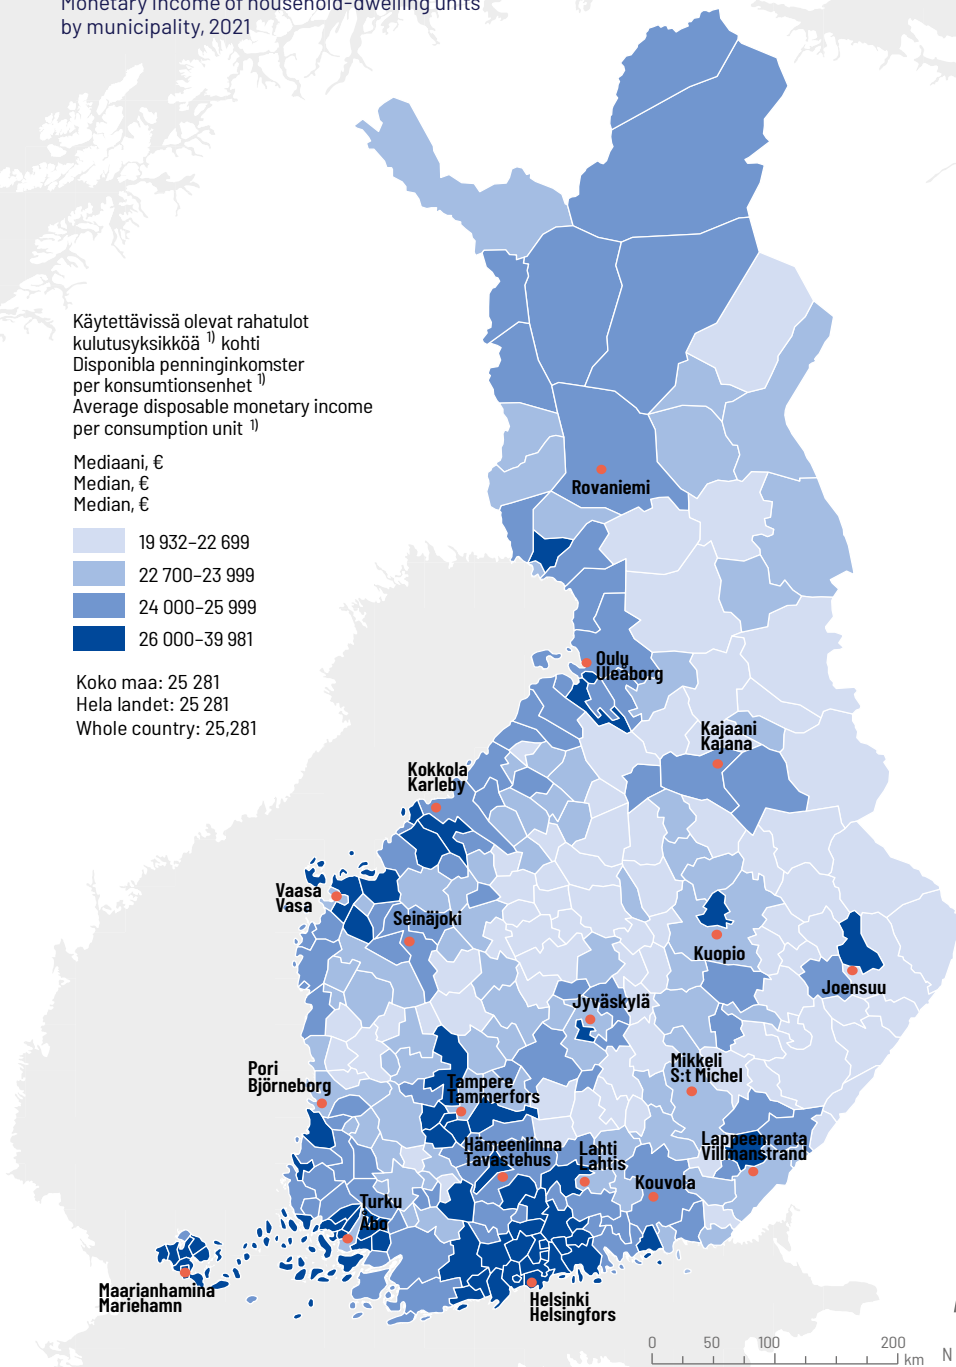 Monetary income of household-dwelling units
by municipality, 2021
Käytettävissä olevat rahatulot
kulutusyksikköä 1) kohti
Disponibla penninginkomster
per konsumtionsenhet 1)
Average disposable monetary income
per consumption unit 1)
Mediaani, €
Median, €
Median, €
19 932–22 699
22 700–23 999
24 000–25 999
26 000–39 981
Koko maa: 25 281
Hela landet: 25 281
Whole country: 25,281
Rovaniemi
Oulu
Uleåborg
Kajaani
Kajana
Kokkola
Karleby
Vaasa
Vasa
Seinäjoki
Kuopio
Joensuu
Jyväskylä
Mikkeli
S:t Michel
Pori
Björneborg
Tampere
Tammerfors
Hämeenlinna
Tavastehus
Lahti
Lahtis
Lappeenranta
Villmanstrand
Kouvola
Turku
Åbo
Maarianhamina
Mariehamn
Helsinki
Helsingfors
0 50 100 200
km N